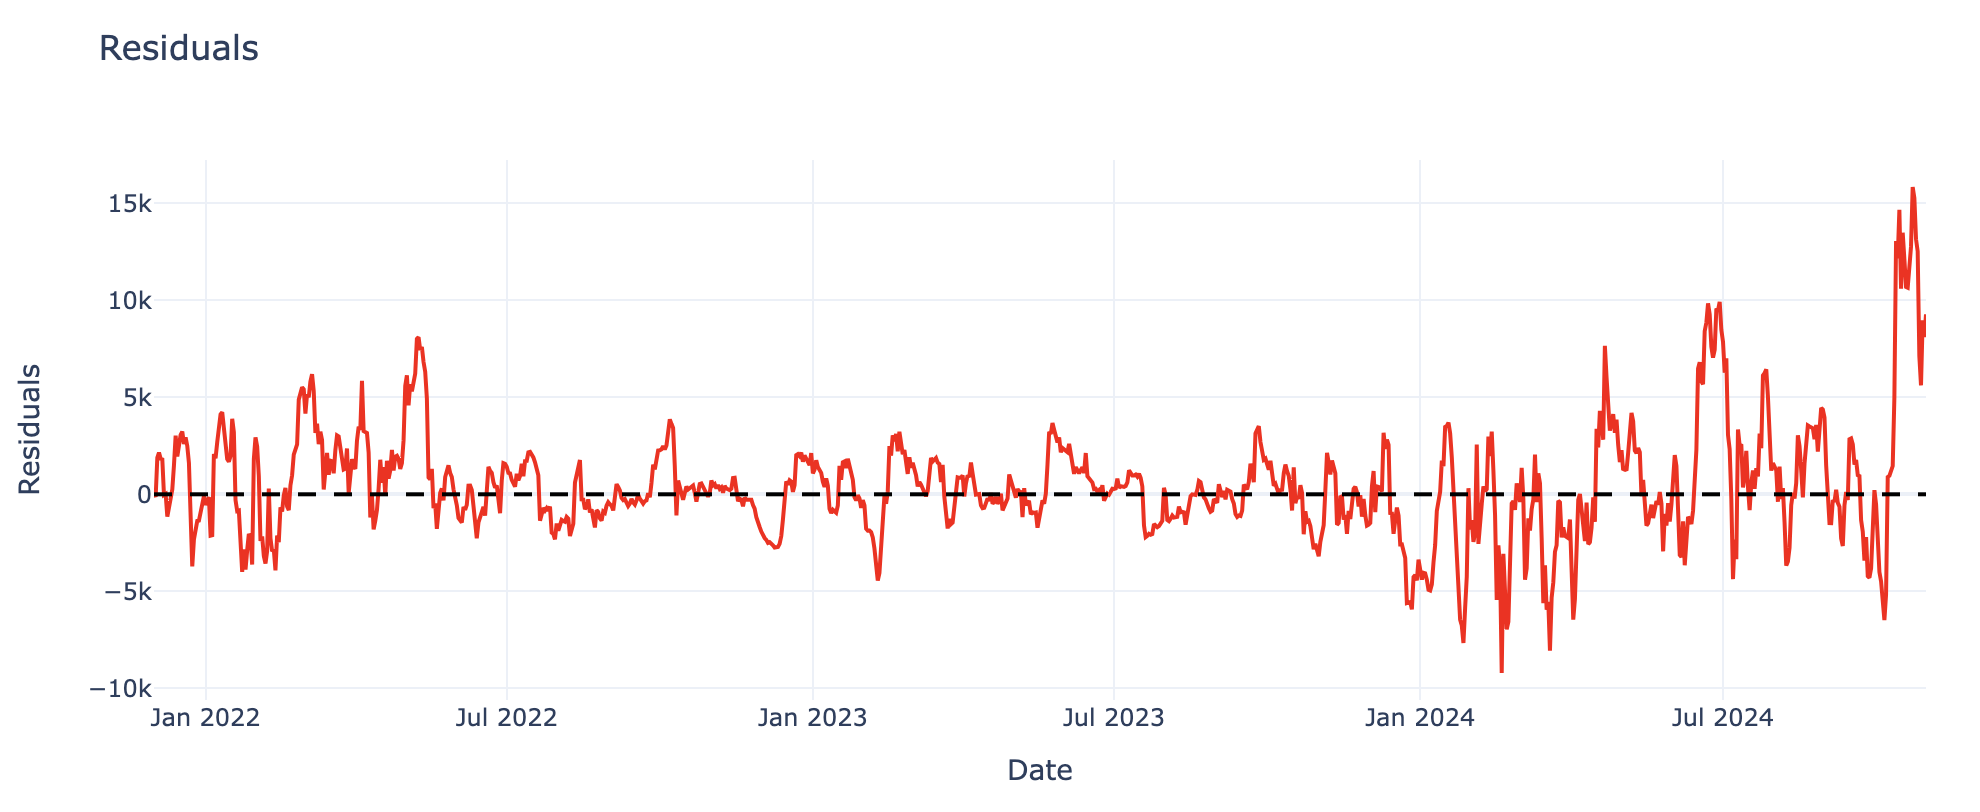 Residuals
15k
10k
5k
0
−5k
−10k
Residuals
Jan 2022
Jul 2022
Jan 2023
Jul 2023
Jan 2024
Jul 2024
Date